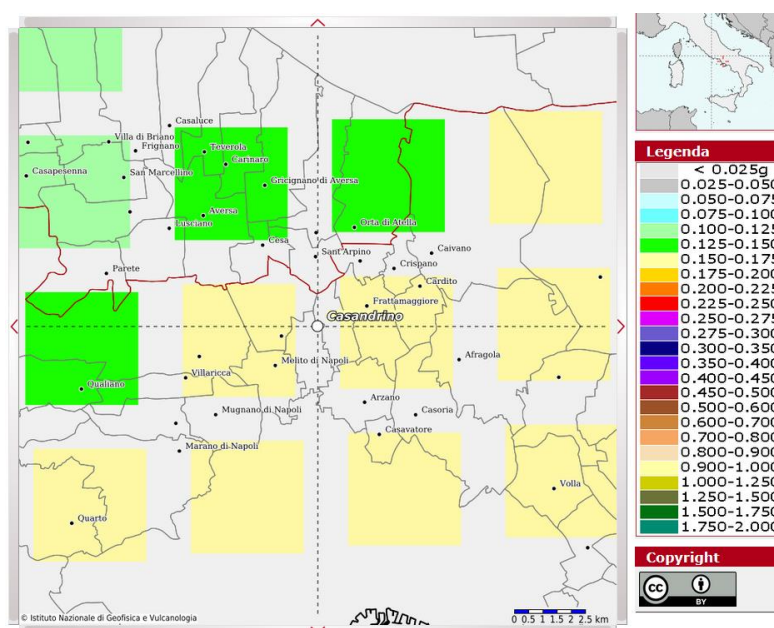 Casaluce
Villa di Briano
Frignano
Teverola
Carinaro
Casapesenna
San Marcellino
Gricignano di Aversa
Aversa
Lusciano
Orta di Atella
Cesa
Sant'Arpino
Caivano
Crispano
Parete
Cardito
Frattamaggiore
Casandrino
Afragola
Melito di Napoli
Villaricca
Qualiano
Arzano
Mugnano di Napoli
Casoria
Casavatore
Marano di Napoli
Volla
Quarto
© Istituto Nazionale di Geofisica e Vulcanologia
0 0.5 1 1.5 2 2.5 km
Legenda
< 0.025g
0.025-0.050
0.050-0.075
0.075-0.100
0.100-0.125
0.125-0.150
0.150-0.175
0.175-0.200
0.200-0.225
0.225-0.250
0.250-0.275
0.275-0.300
0.300-0.350
0.350-0.400
0.400-0.450
0.450-0.500
0.500-0.600
0.600-0.700
0.700-0.800
0.800-0.900
0.900-1.000
1.000-1.250
1.250-1.500
1.500-1.750
1.750-2.000
Copyright
cc
BY